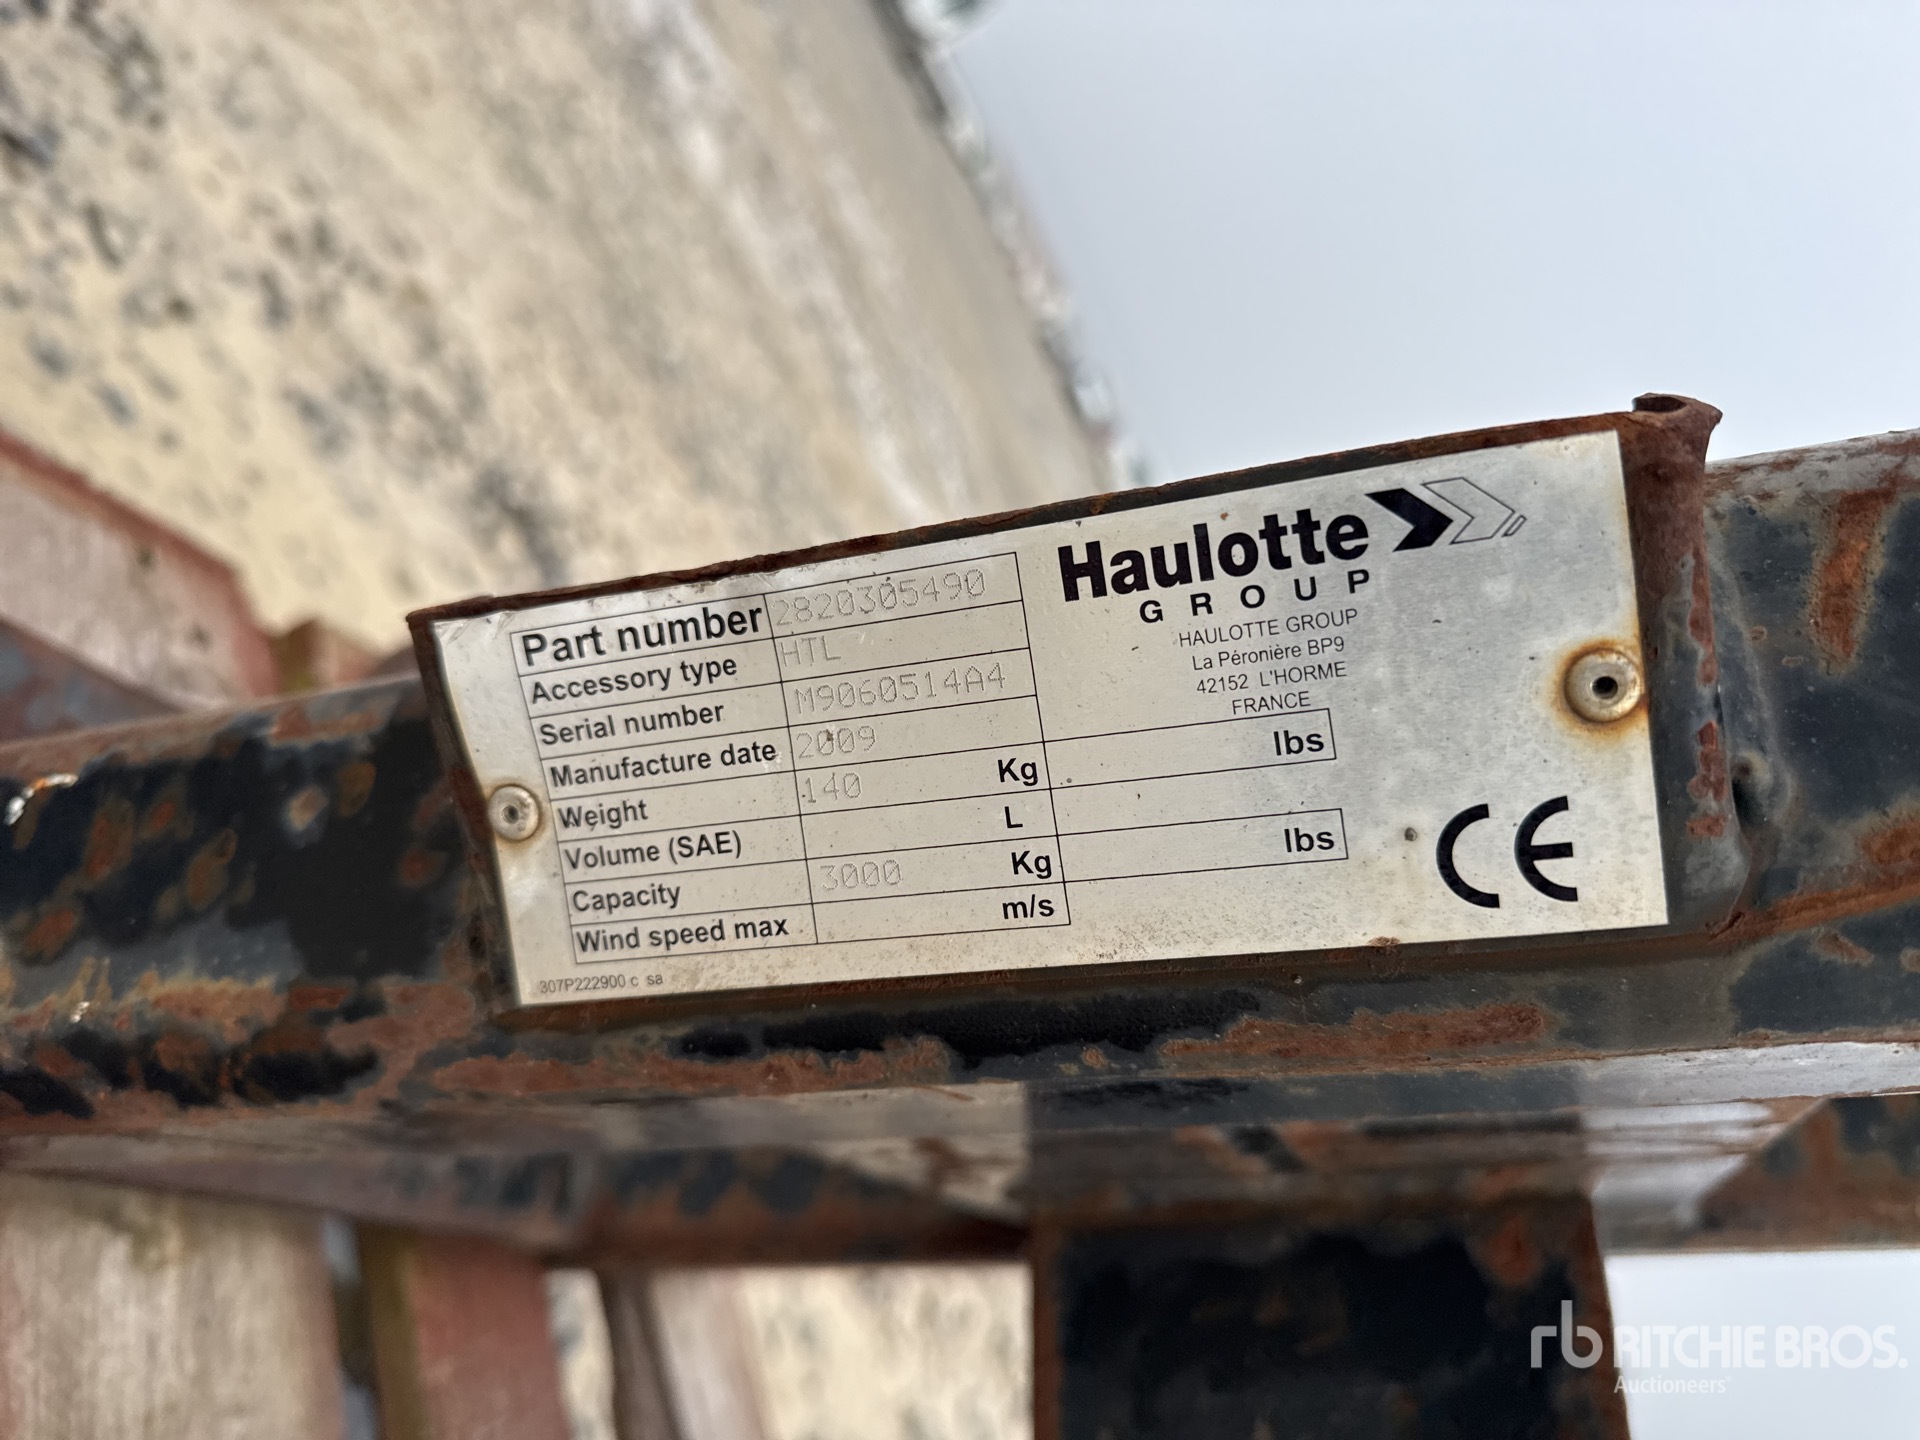 Haulotte
GROUP
HAULOTTE GROUP
La Péronière BP9
42152 L'HORME
FRANCE
Part number 2820305490
Accessory type HTL
Serial number M9060514A4
Manufacture date 2009
Weight 140 Kg lbs
Volume (SAE) L
Capacity 3000 Kg lbs
Wind speed max m/s
307P222900 c sa
CE
rb RITCHIE BROS.
Auctioneers